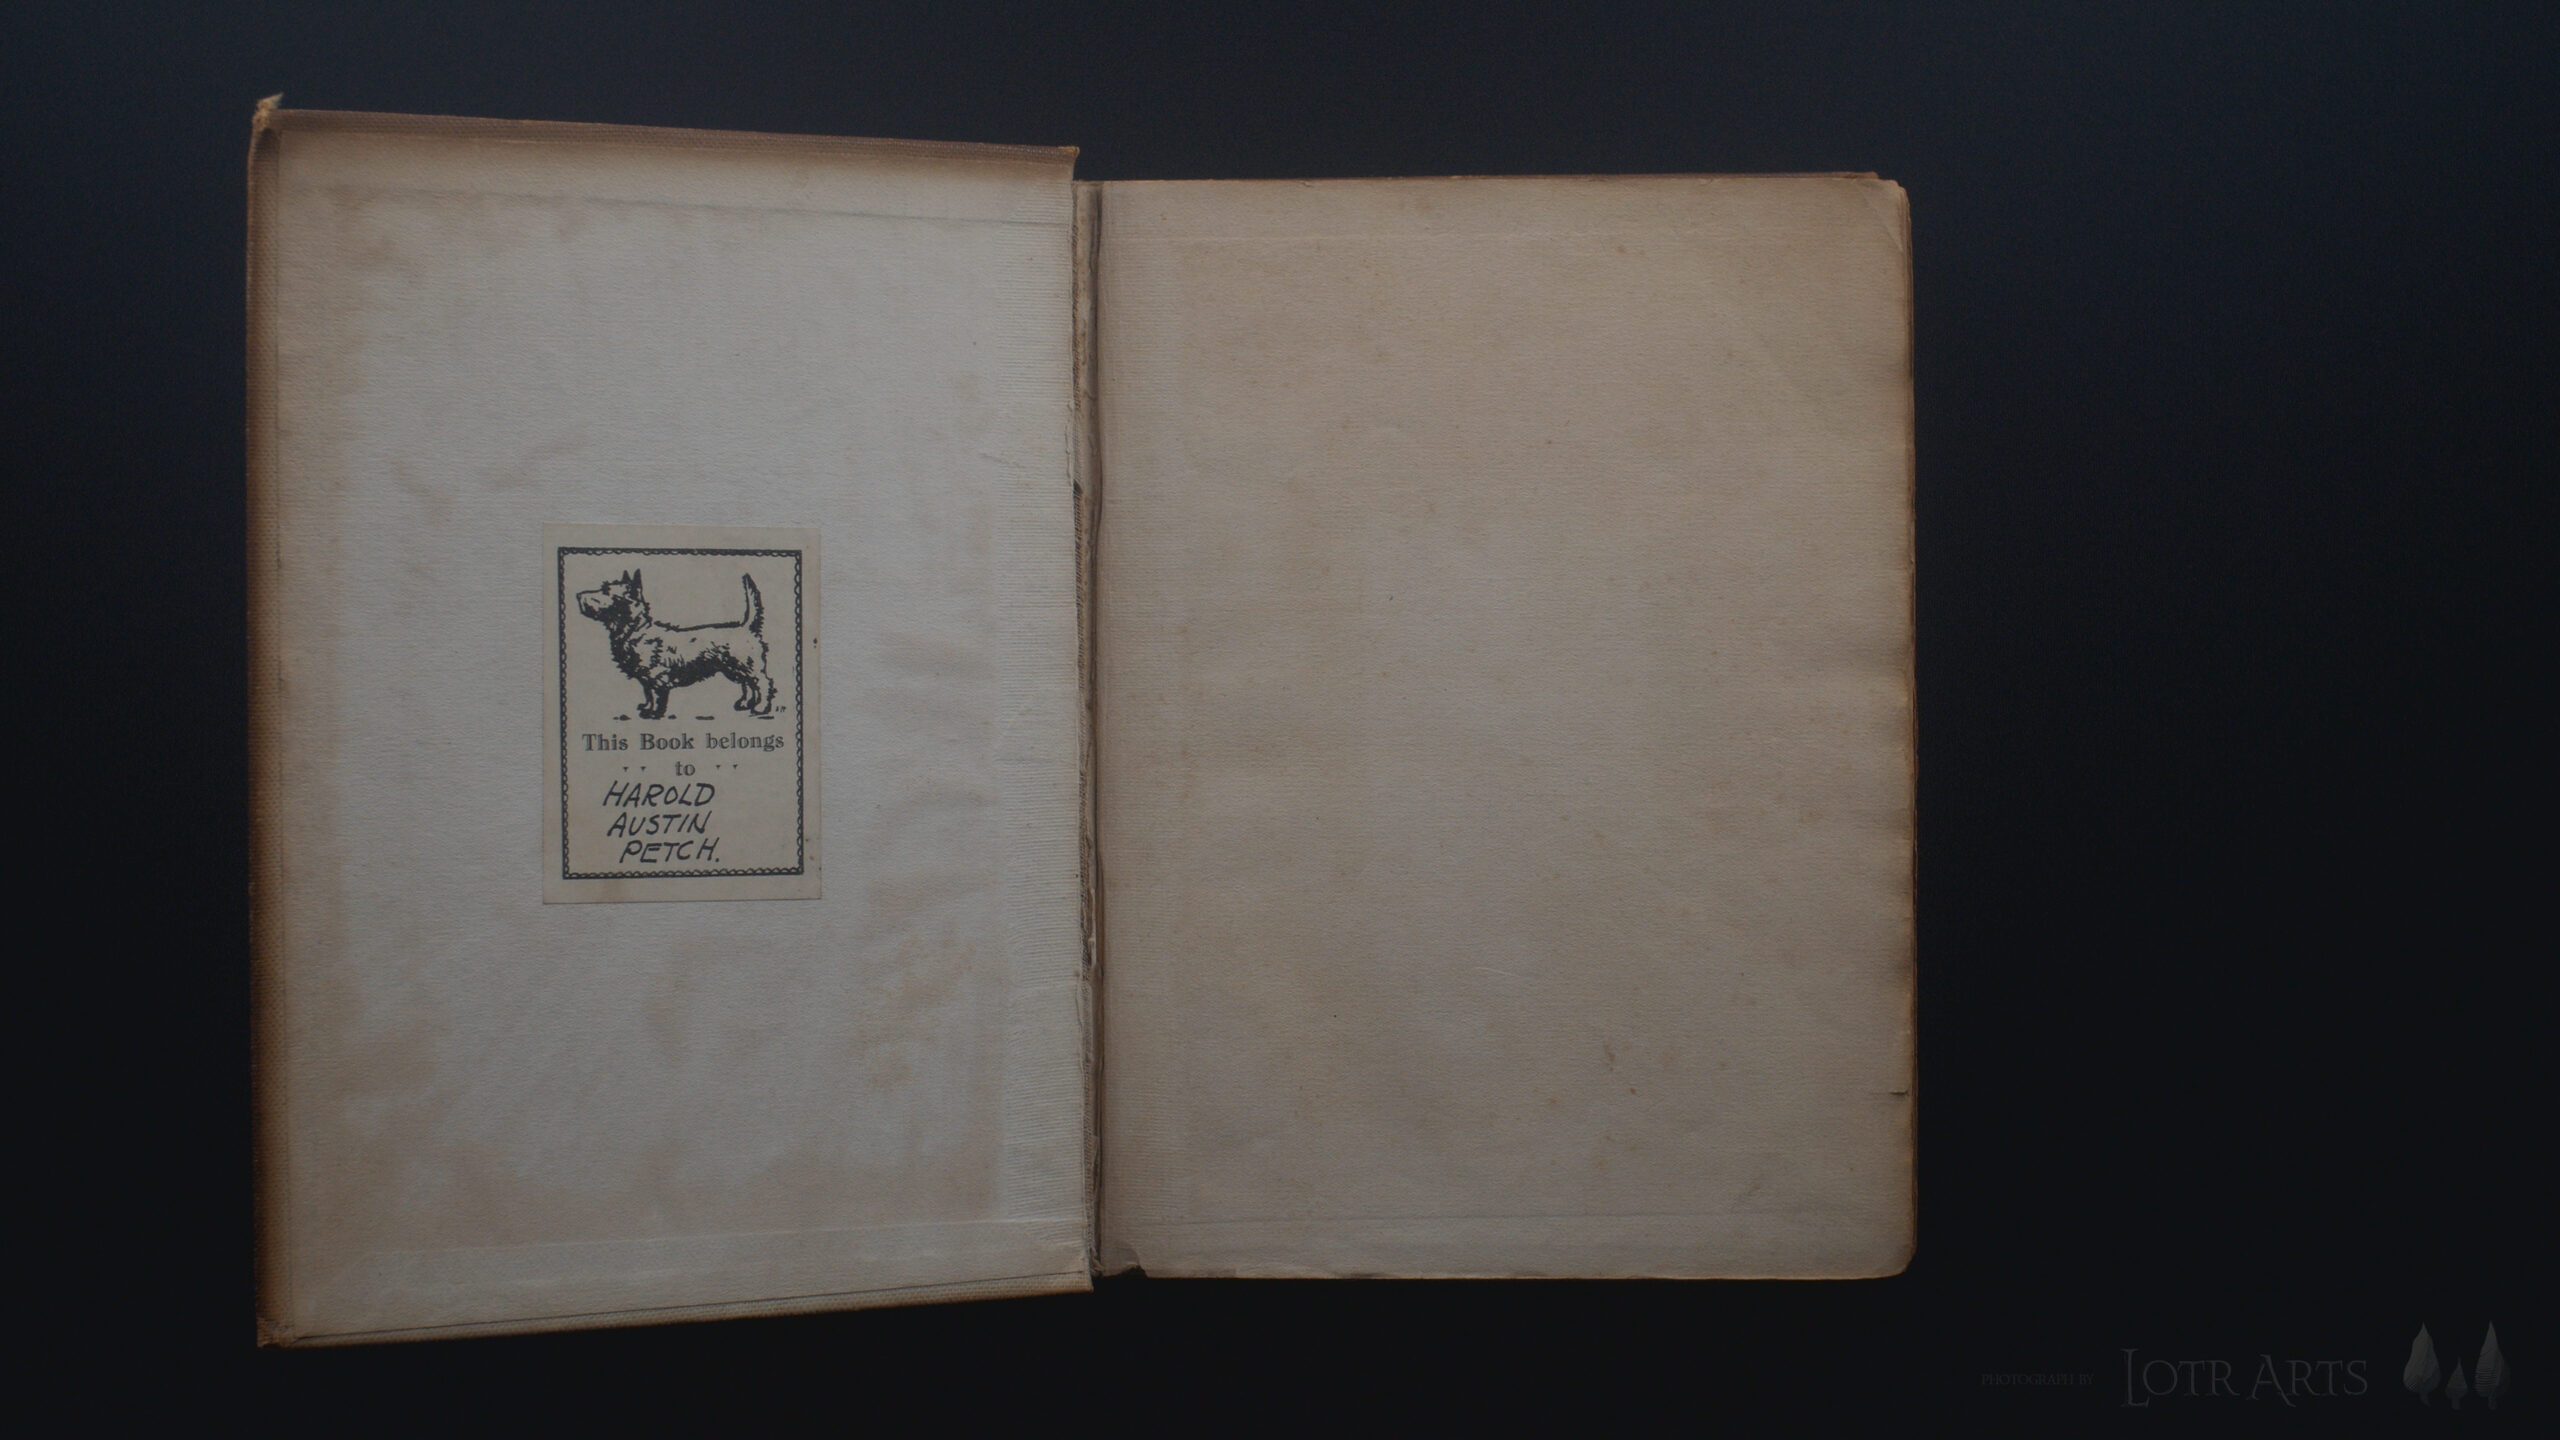 This Book belongs
to
HAROLD
AUSTIN
PETCH.
PHOTOGRAPH BY LOTR ARTS